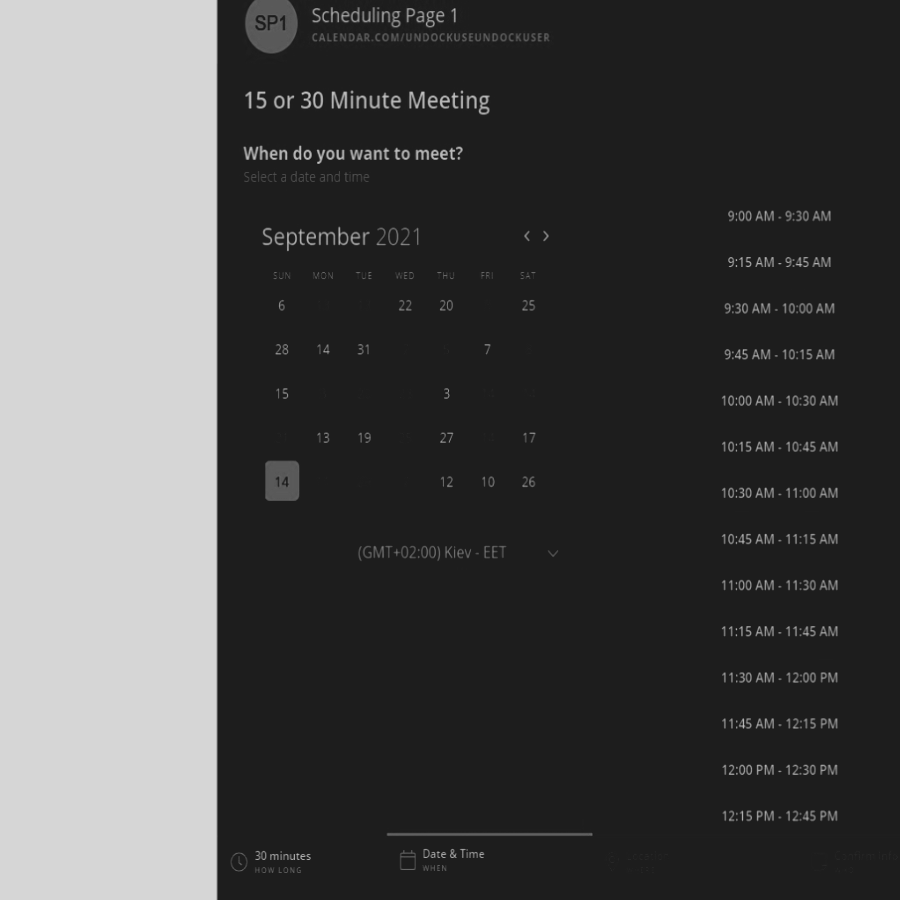 SP1
Scheduling Page 1
CALENDAR.COM/UNDOCKUSEUNDOCKUSER
15 or 30 Minute Meeting
When do you want to meet?
Select a date and time
September 2021
SUN MON TUE WED THU FRI SAT
6 22 20 25
28 14 31 7
15 3
13 19 27 17
14 12 10 26
(GMT+02:00) Kiev - EET
9:00 AM - 9:30 AM
9:15 AM - 9:45 AM
9:30 AM - 10:00 AM
9:45 AM - 10:15 AM
10:00 AM - 10:30 AM
10:15 AM - 10:45 AM
10:30 AM - 11:00 AM
10:45 AM - 11:15 AM
11:00 AM - 11:30 AM
11:15 AM - 11:45 AM
11:30 AM - 12:00 PM
11:45 AM - 12:15 PM
12:00 PM - 12:30 PM
12:15 PM - 12:45 PM
30 minutes
HOW LONG
Date & Time
WHEN